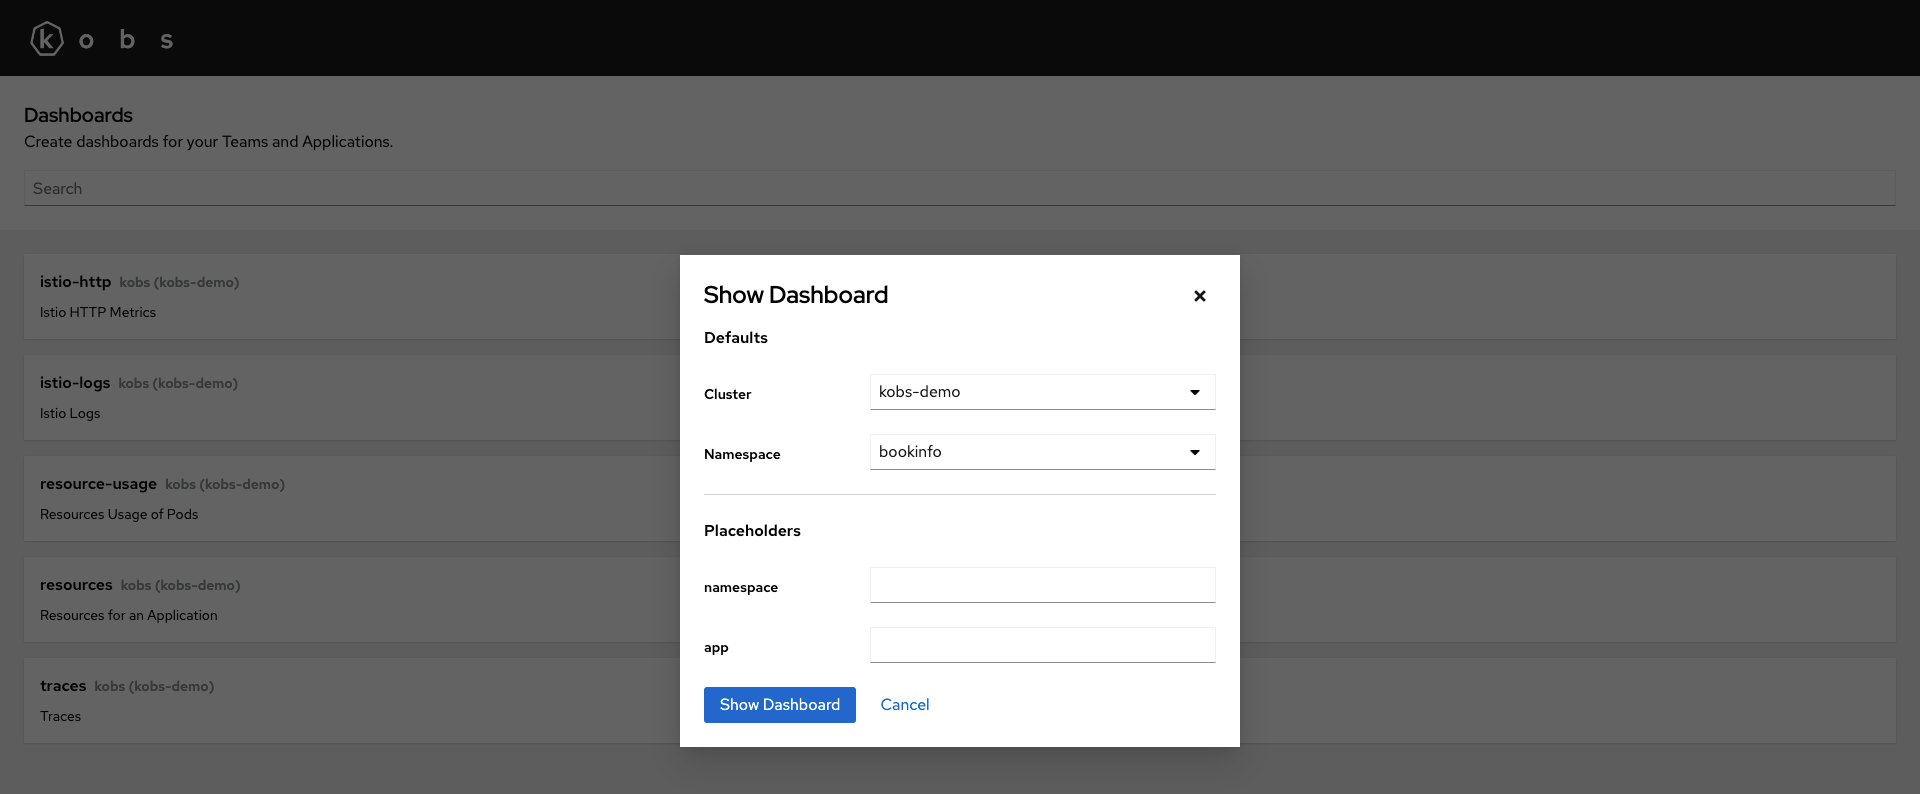 k o b s
Dashboards
Create dashboards for your Teams and Applications.
Search
istio-http kobs (kobs-demo)
Istio HTTP Metrics
istio-logs kobs (kobs-demo)
Istio Logs
resource-usage kobs (kobs-demo)
Resources Usage of Pods
resources kobs (kobs-demo)
Resources for an Application
traces kobs (kobs-demo)
Traces
Show Dashboard
Defaults
Cluster kobs-demo
Namespace bookinfo
Placeholders
namespace
app
Show Dashboard Cancel